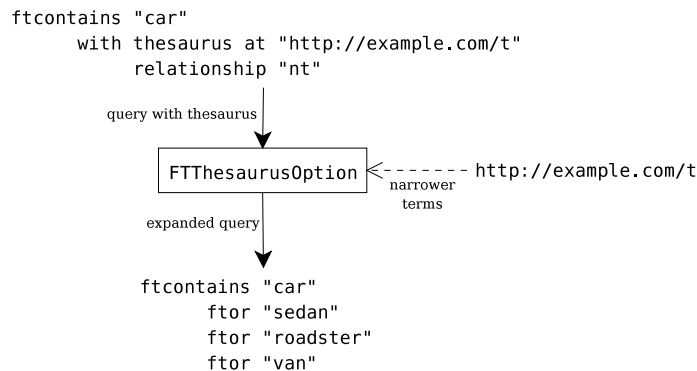 ftcontains "car"
with thesaurus at "http://example.com/t"
relationship "nt"
query with thesaurus
FTThesaurusOption
http://example.com/t
narrower
terms
expanded query
ftcontains "car"
ftor "sedan"
ftor "roadster"
ftor "van"